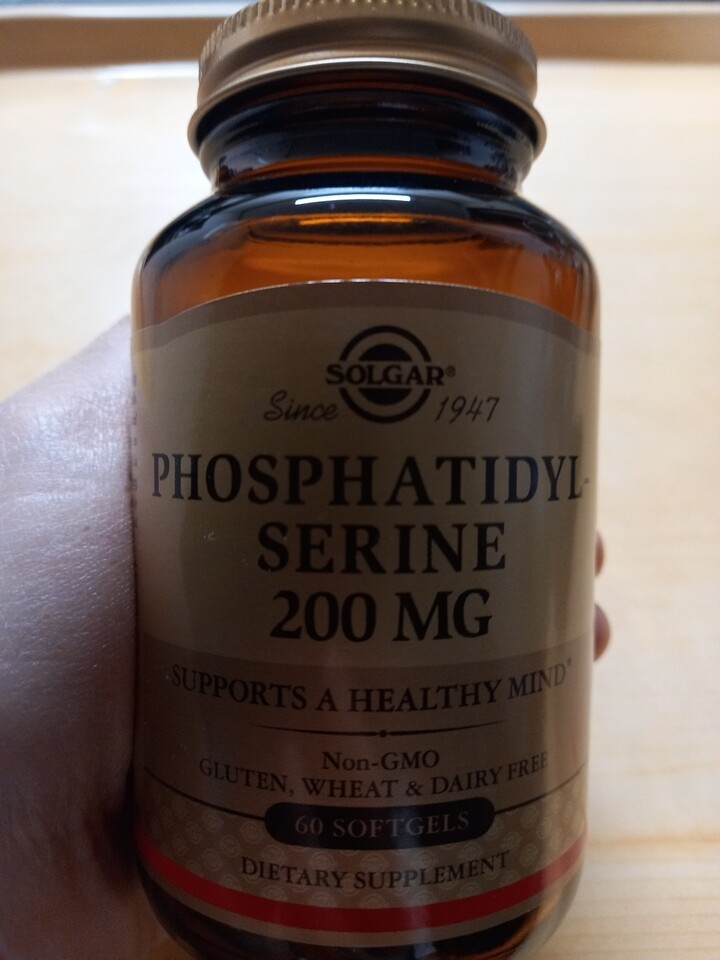 SOLGAR®
Since 1947
PHOSPHATIDYL-
SERINE
200 MG
SUPPORTS A HEALTHY MIND*
Non-GMO
GLUTEN, WHEAT & DAIRY FREE
60 SOFTGELS
DIETARY SUPPLEMENT